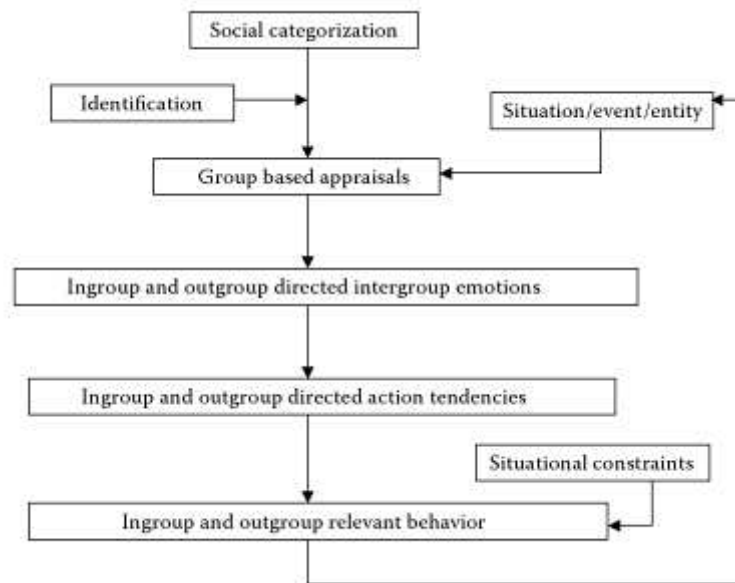 Social categorization
Identification
Situation/event/entity
Group based appraisals
Ingroup and outgroup directed intergroup emotions
Ingroup and outgroup directed action tendencies
Situational constraints
Ingroup and outgroup relevant behavior